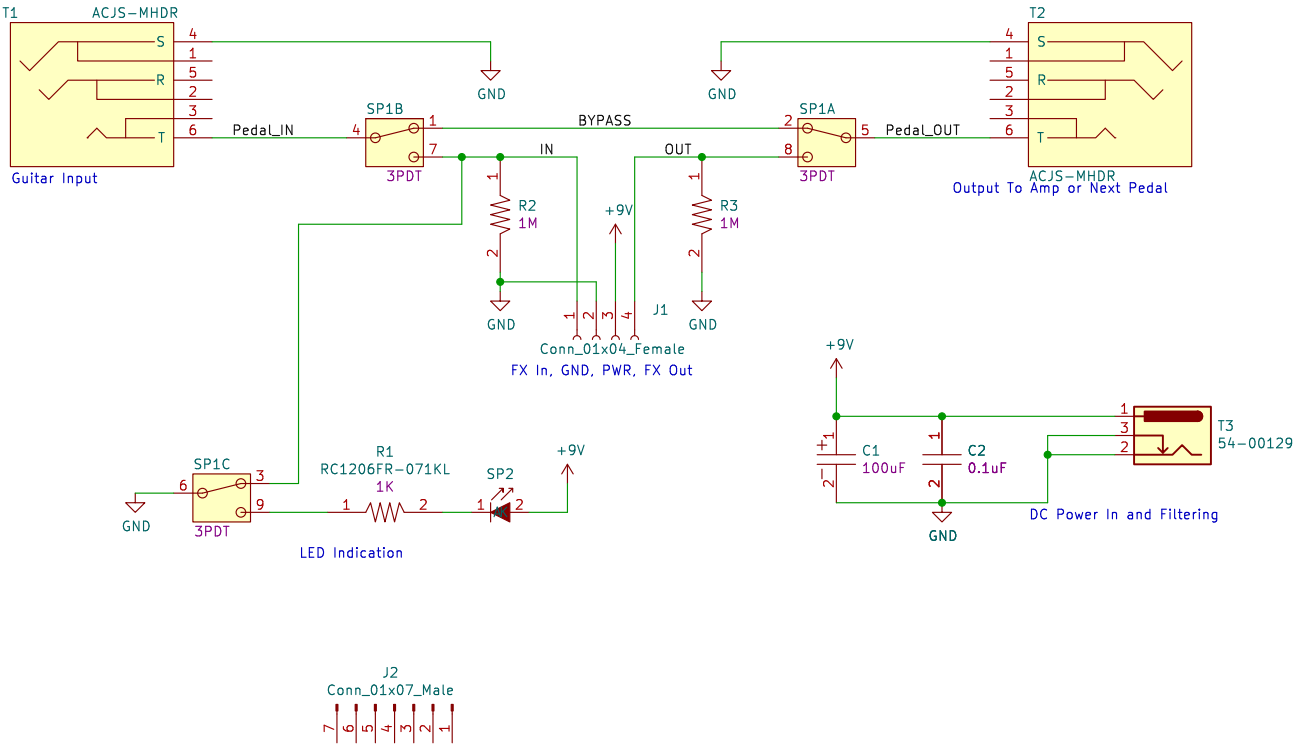 T1
ACJS-MHDR
S
R
T
4
1
5
2
3
6
Guitar Input
Pedal_IN
GND
SP1B
4
1
7
3PDT
BYPASS
IN
OUT
GND
SP1A
2
8
5
3PDT
Pedal_OUT
T2
4
1
5
2
3
6
S
R
T
ACJS-MHDR
Output To Amp or Next Pedal
1
R2
1M
2
GND
+9V
1
R3
1M
2
GND
1
2
3
4
J1
Conn_01x04_Female
FX In, GND, PWR, FX Out
+9V
1
C1
100uF
2
1
C2
0.1uF
2
GND
1
3
2
T3
54-00129
DC Power In and Filtering
SP1C
6
3
9
3PDT
GND
R1
RC1206FR-071KL
1K
1
2
SP2
1
2
+9V
LED Indication
J2
Conn_01x07_Male
7
6
5
4
3
2
1